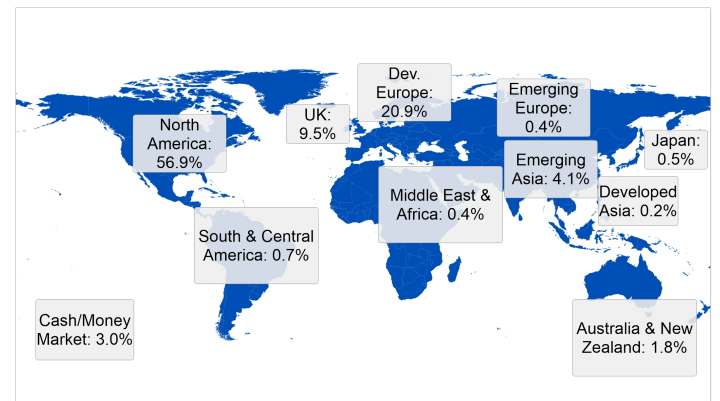 Dev.
Europe:
20.9%
Emerging
Europe:
0.4%
UK:
9.5%
North
America:
56.9%
Japan:
0.5%
Emerging
Asia: 4.1%
Middle East &
Africa: 0.4%
Developed
Asia: 0.2%
South & Central
America: 0.7%
Cash/Money
Market: 3.0%
Australia & New
Zealand: 1.8%